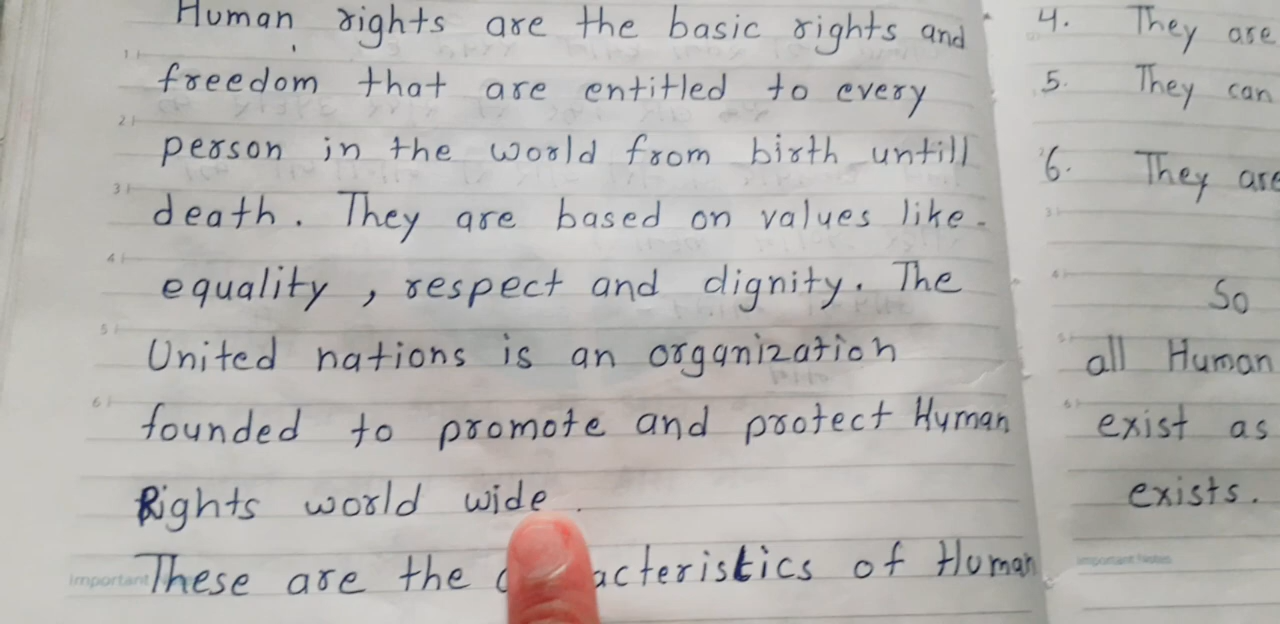 Human rights are the basic rights and
freedom that are entitled to every
person in the world from birth untill
death. They are based on values like
equality, respect and dignity. The
United nations is an organization
founded to promote and protect Human
Rights world wide.
These are the of Human
Important
4. They are
5. They can
6. They are
So
all Human
exist as
exists.
Important Notes